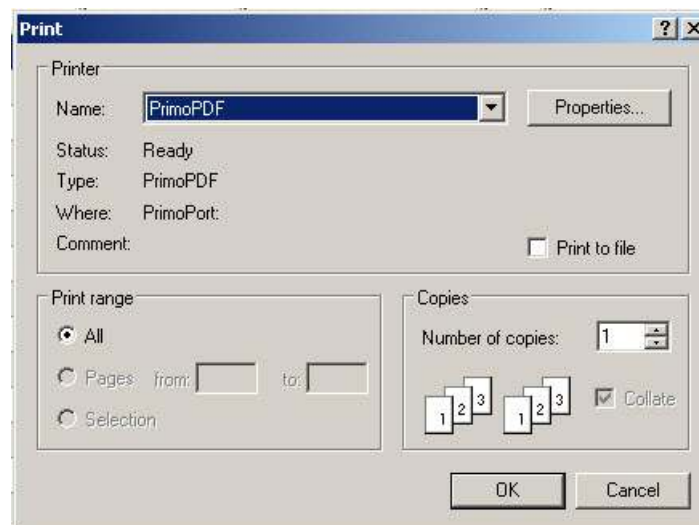 Print
Printer
Name: PrimoPDF Properties...
Status: Ready
Type: PrimoPDF
Where: PrimoPort:
Comment: Print to file
Print range
All
Pages from: to:
Selection
Copies
Number of copies: 1
1 2 3 1 2 3 Collate
OK Cancel